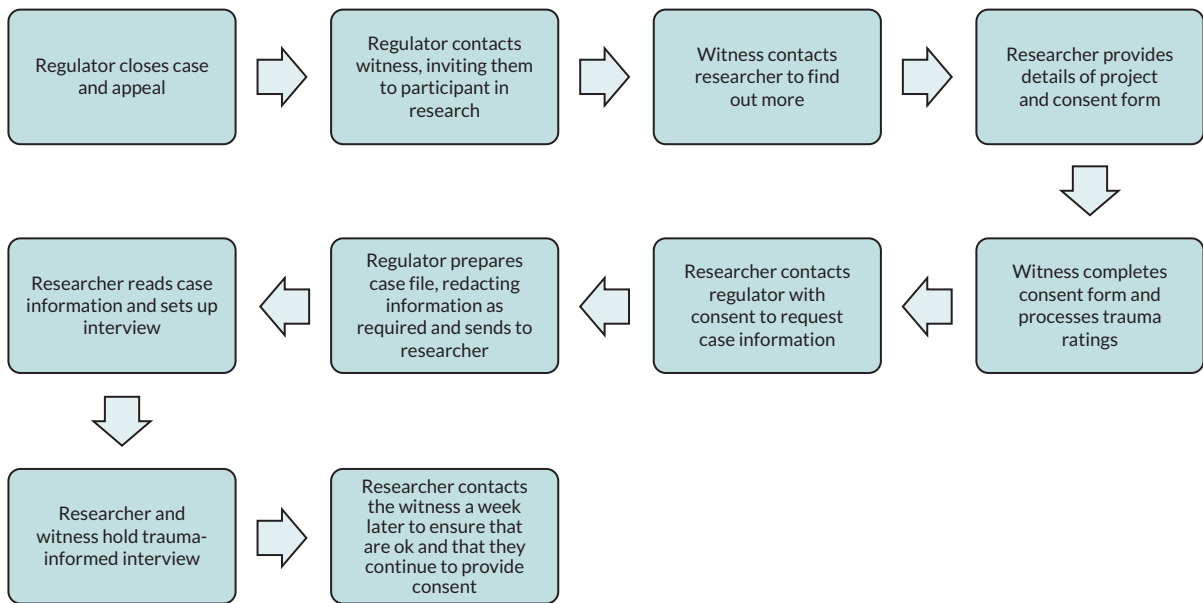 Regulator closes case
and appeal
Regulator contacts
witness, inviting them
to participant in
research
Witness contacts
researcher to find
out more
Researcher provides
details of project
and consent form
Witness completes
consent form and
processes trauma
ratings
Researcher contacts
regulator with
consent to request
case information
Regulator prepares
case file, redacting
information as
required and sends to
researcher
Researcher reads case
information and sets up
interview
Researcher and
witness hold trauma-
informed interview
Researcher contacts
the witness a week
later to ensure that
are ok and that they
continue to provide
consent